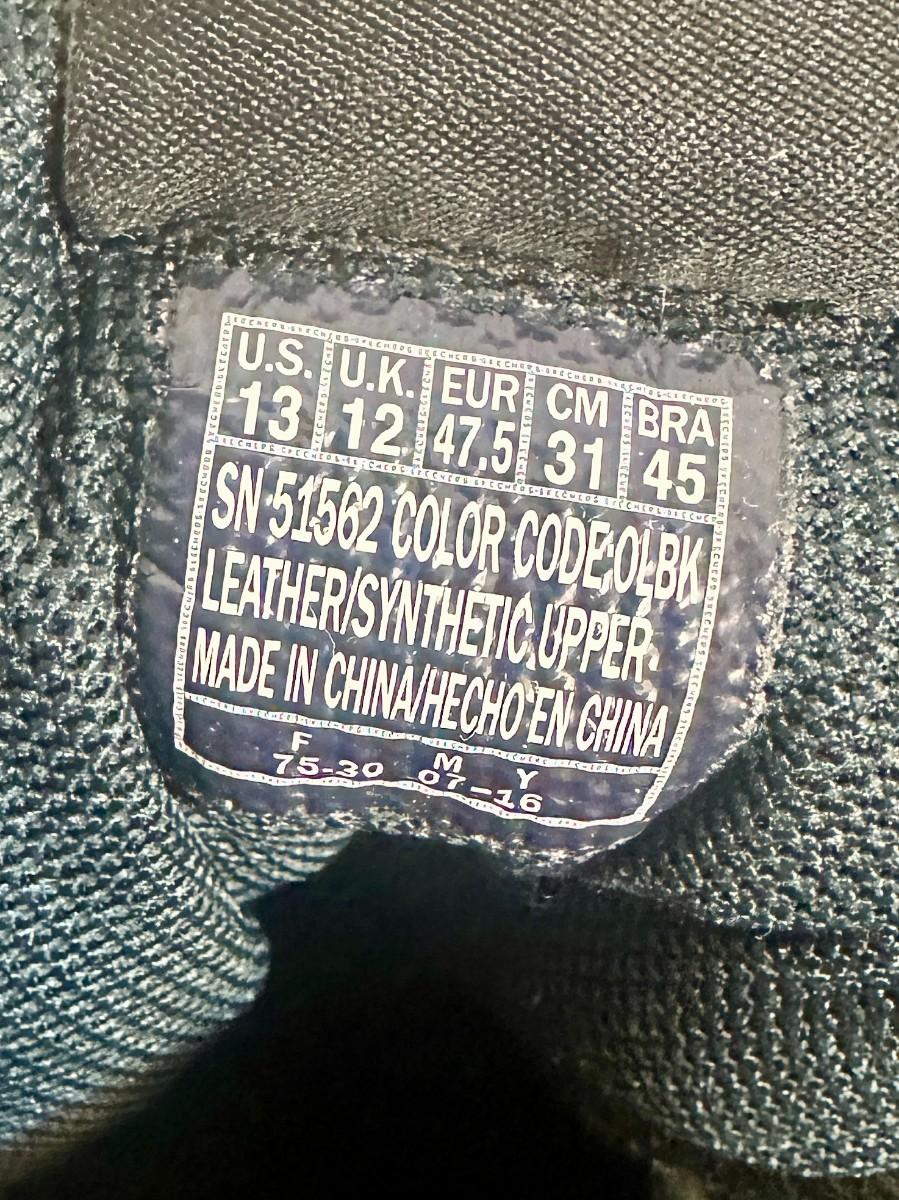 U.S. U.K. EUR CM BRA
13 12 47.5 31 45
SN 51562 COLOR CODE:OLBK
LEATHER/SYNTHETIC UPPER
MADE IN CHINA/HECHO EN CHINA
F M Y
75-30 07-16